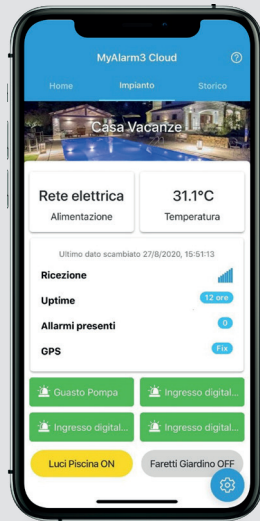 MyAlarm3 Cloud
Home Impianto Storico
Casa Vacanze
Rete elettrica 31.1°C
Alimentazione Temperatura
Ultimo dato scambiato 27/8/2020, 15:51:13
Ricezione
Uptime 12 ore
Allarmi presenti 0
GPS Fix
Guasto Pompa Ingresso digital...
Ingresso digital... Ingresso digital...
Luci Piscina ON Faretti Giardino OFF